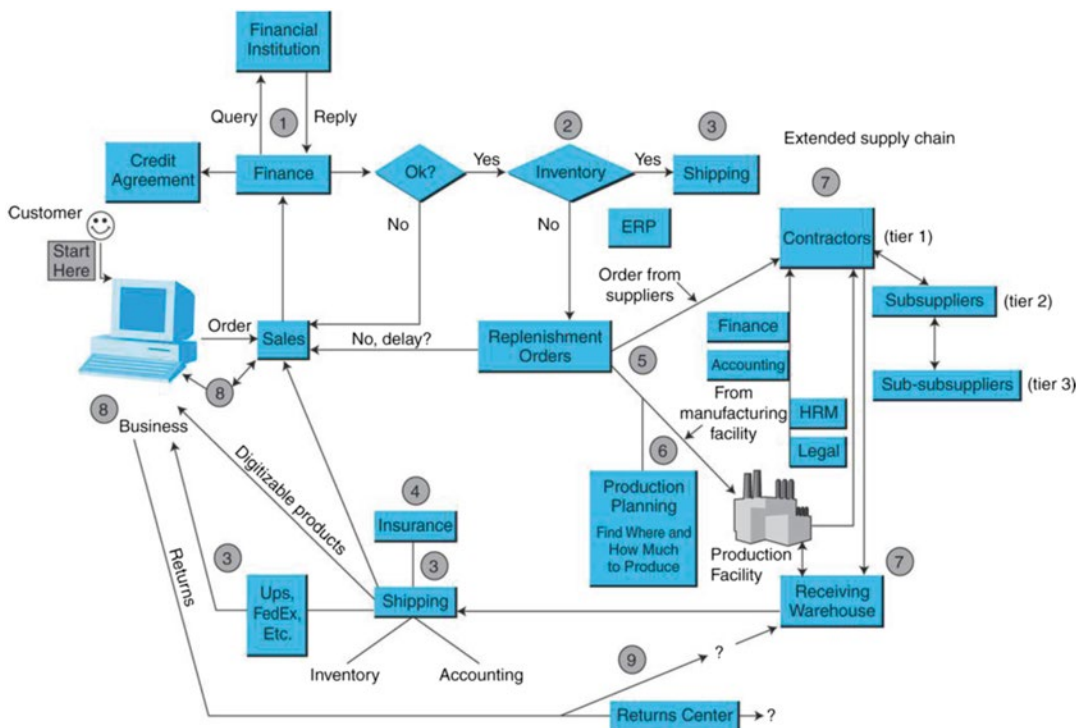 Financial
Institution
Query
1
Reply
2
3
Extended supply chain
Credit
Agreement
Finance
Ok?
Yes
Inventory
Yes
Shipping
7
Customer
Start
Here
No
No
ERP
Contractors
(tier 1)
Order from
suppliers
Subsuppliers
(tier 2)
Order
Sales
No, delay?
Replenishment
Orders
Finance
5
Accounting
Sub-subsuppliers
(tier 3)
8
From
manufacturing
facility
8
Business
HRM
Legal
6
Digitizable products
4
Insurance
Production
Planning
Find Where and
How Much
to Produce
Production
Facility
Returns
3
3
7
Ups,
FedEx,
Etc.
Shipping
Receiving
Warehouse
Inventory
Accounting
9
?
Returns Center
?